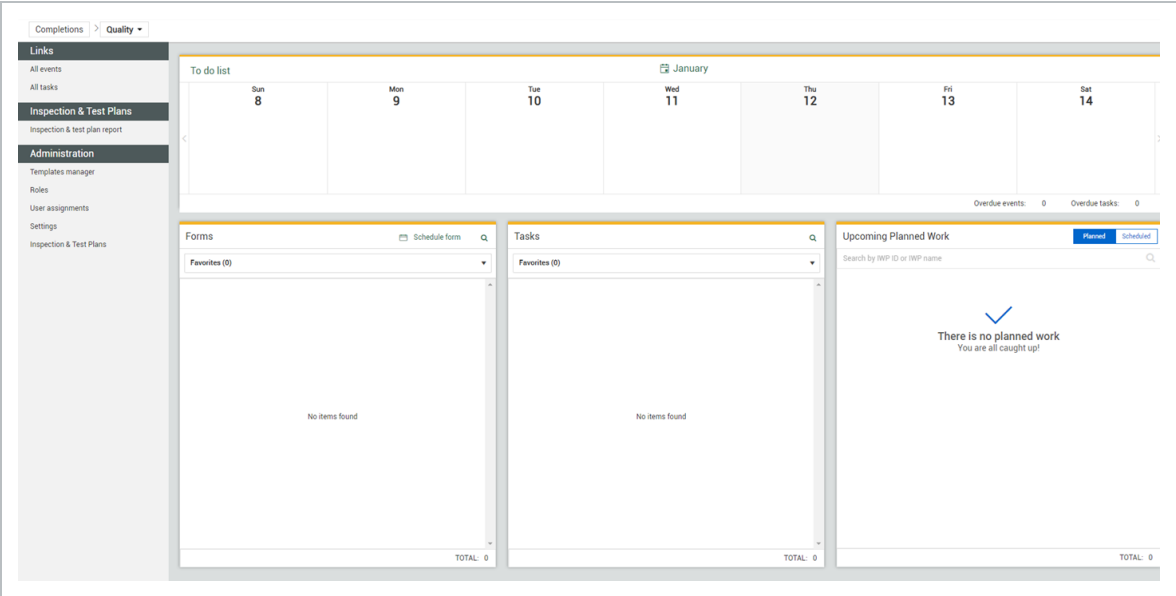 Completions > Quality
Links
All events
All tasks
Inspection & Test Plans
Inspection & test plan report
Administration
Templates manager
Roles
User assignments
Settings
Inspection & Test Plans
To do list
January
Sun Mon Tue Wed Thu Fri Sat
8 9 10 11 12 13 14
Overdue events: 0 Overdue tasks: 0
Forms Schedule form
Favorites (0)
No items found
TOTAL: 0
Tasks
Favorites (0)
No items found
TOTAL: 0
Upcoming Planned Work Planned Scheduled
Search by IWP ID or IWP name
There is no planned work
You are all caught up!
TOTAL: 0